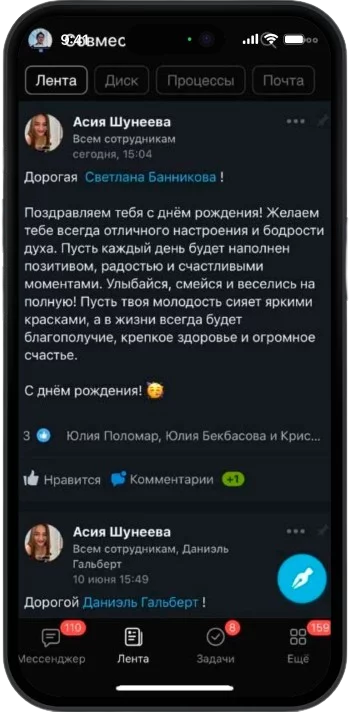 9:41
Совмес
Лента
Диск
Процессы
Почта
Асия Шунеева
Всем сотрудникам
сегодня, 15:04
Дорогая Светлана Банникова !
Поздравляем тебя с днём рождения! Желаем
тебе всегда отличного настроения и бодрости
духа. Пусть каждый день будет наполнен
позитивом, радостью и счастливыми
моментами. Улыбайся, смейся и веселись на
полную! Пусть твоя молодость сияет яркими
красками, а в жизни всегда будет
благополучие, крепкое здоровье и огромное
счастье.
С днём рождения! 🥳
3 Юлия Поломар, Юлия Бекбасова и Крис...
Нравится Комментарии +1
Асия Шунеева
Всем сотрудникам, Даниэль
Гальберт
10 июня 15:49
Дорогой Даниэль Гальберт !
110
8
159
Мессенджер
Лента
Задачи
Ещё